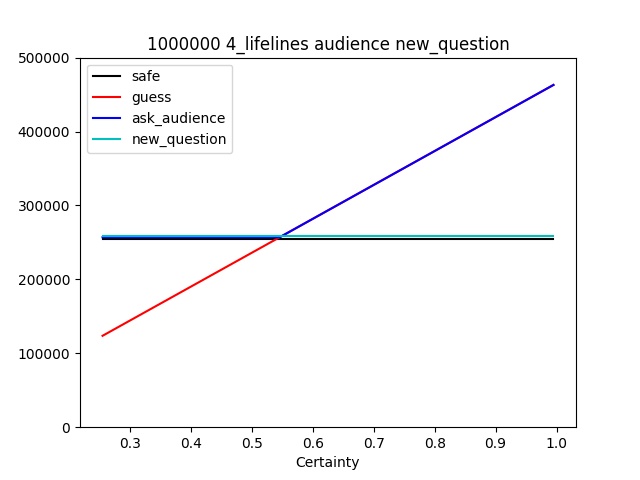 1000000 4_lifelines audience new_question
500000
400000
300000
200000
100000
0
safe
guess
ask_audience
new_question
0.3 0.4 0.5 0.6 0.7 0.8 0.9 1.0
Certainty